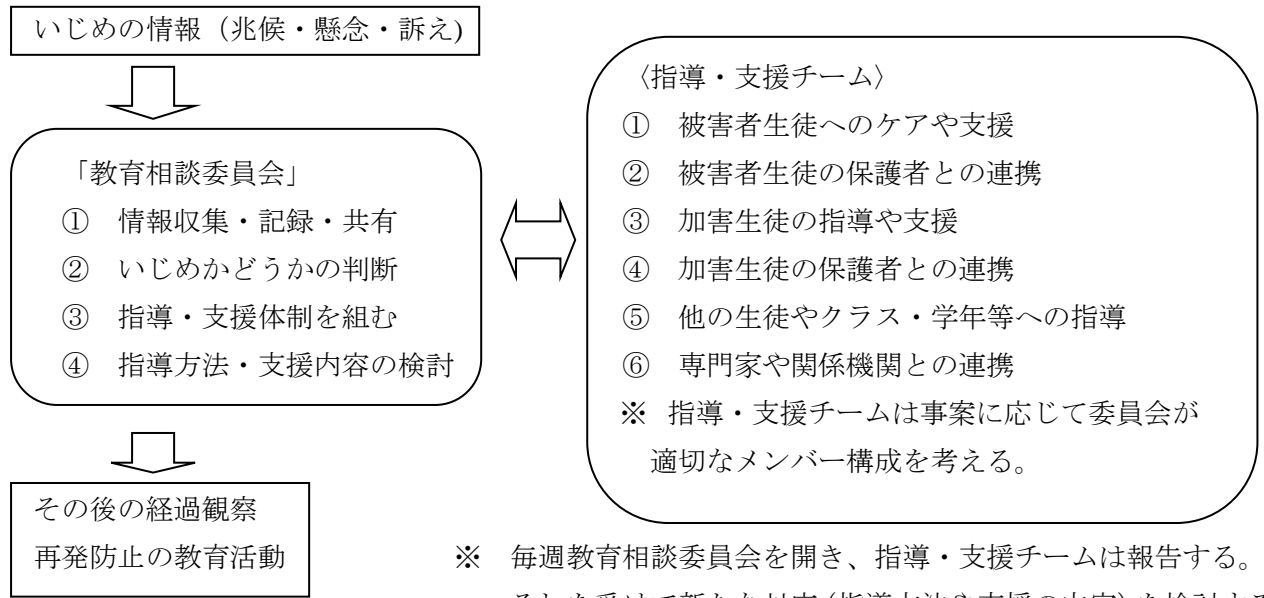 いじめの情報（兆候・懸念・訴え)
「教育相談委員会」
① 情報収集・記録・共有
② いじめかどうかの判断
③ 指導・支援体制を組む
④ 指導方法・支援内容の検討
その後の経過観察
再発防止の教育活動
〈指導・支援チーム〉
① 被害者生徒へのケアや支援
② 被害者生徒の保護者との連携
③ 加害生徒の指導や支援
④ 加害生徒の保護者との連携
⑤ 他の生徒やクラス・学年等への指導
⑥ 専門家や関係機関との連携
※ 指導・支援チームは事案に応じて委員会が
適切なメンバー構成を考える。
※ 毎週教育相談委員会を開き、指導・支援チームは報告する。